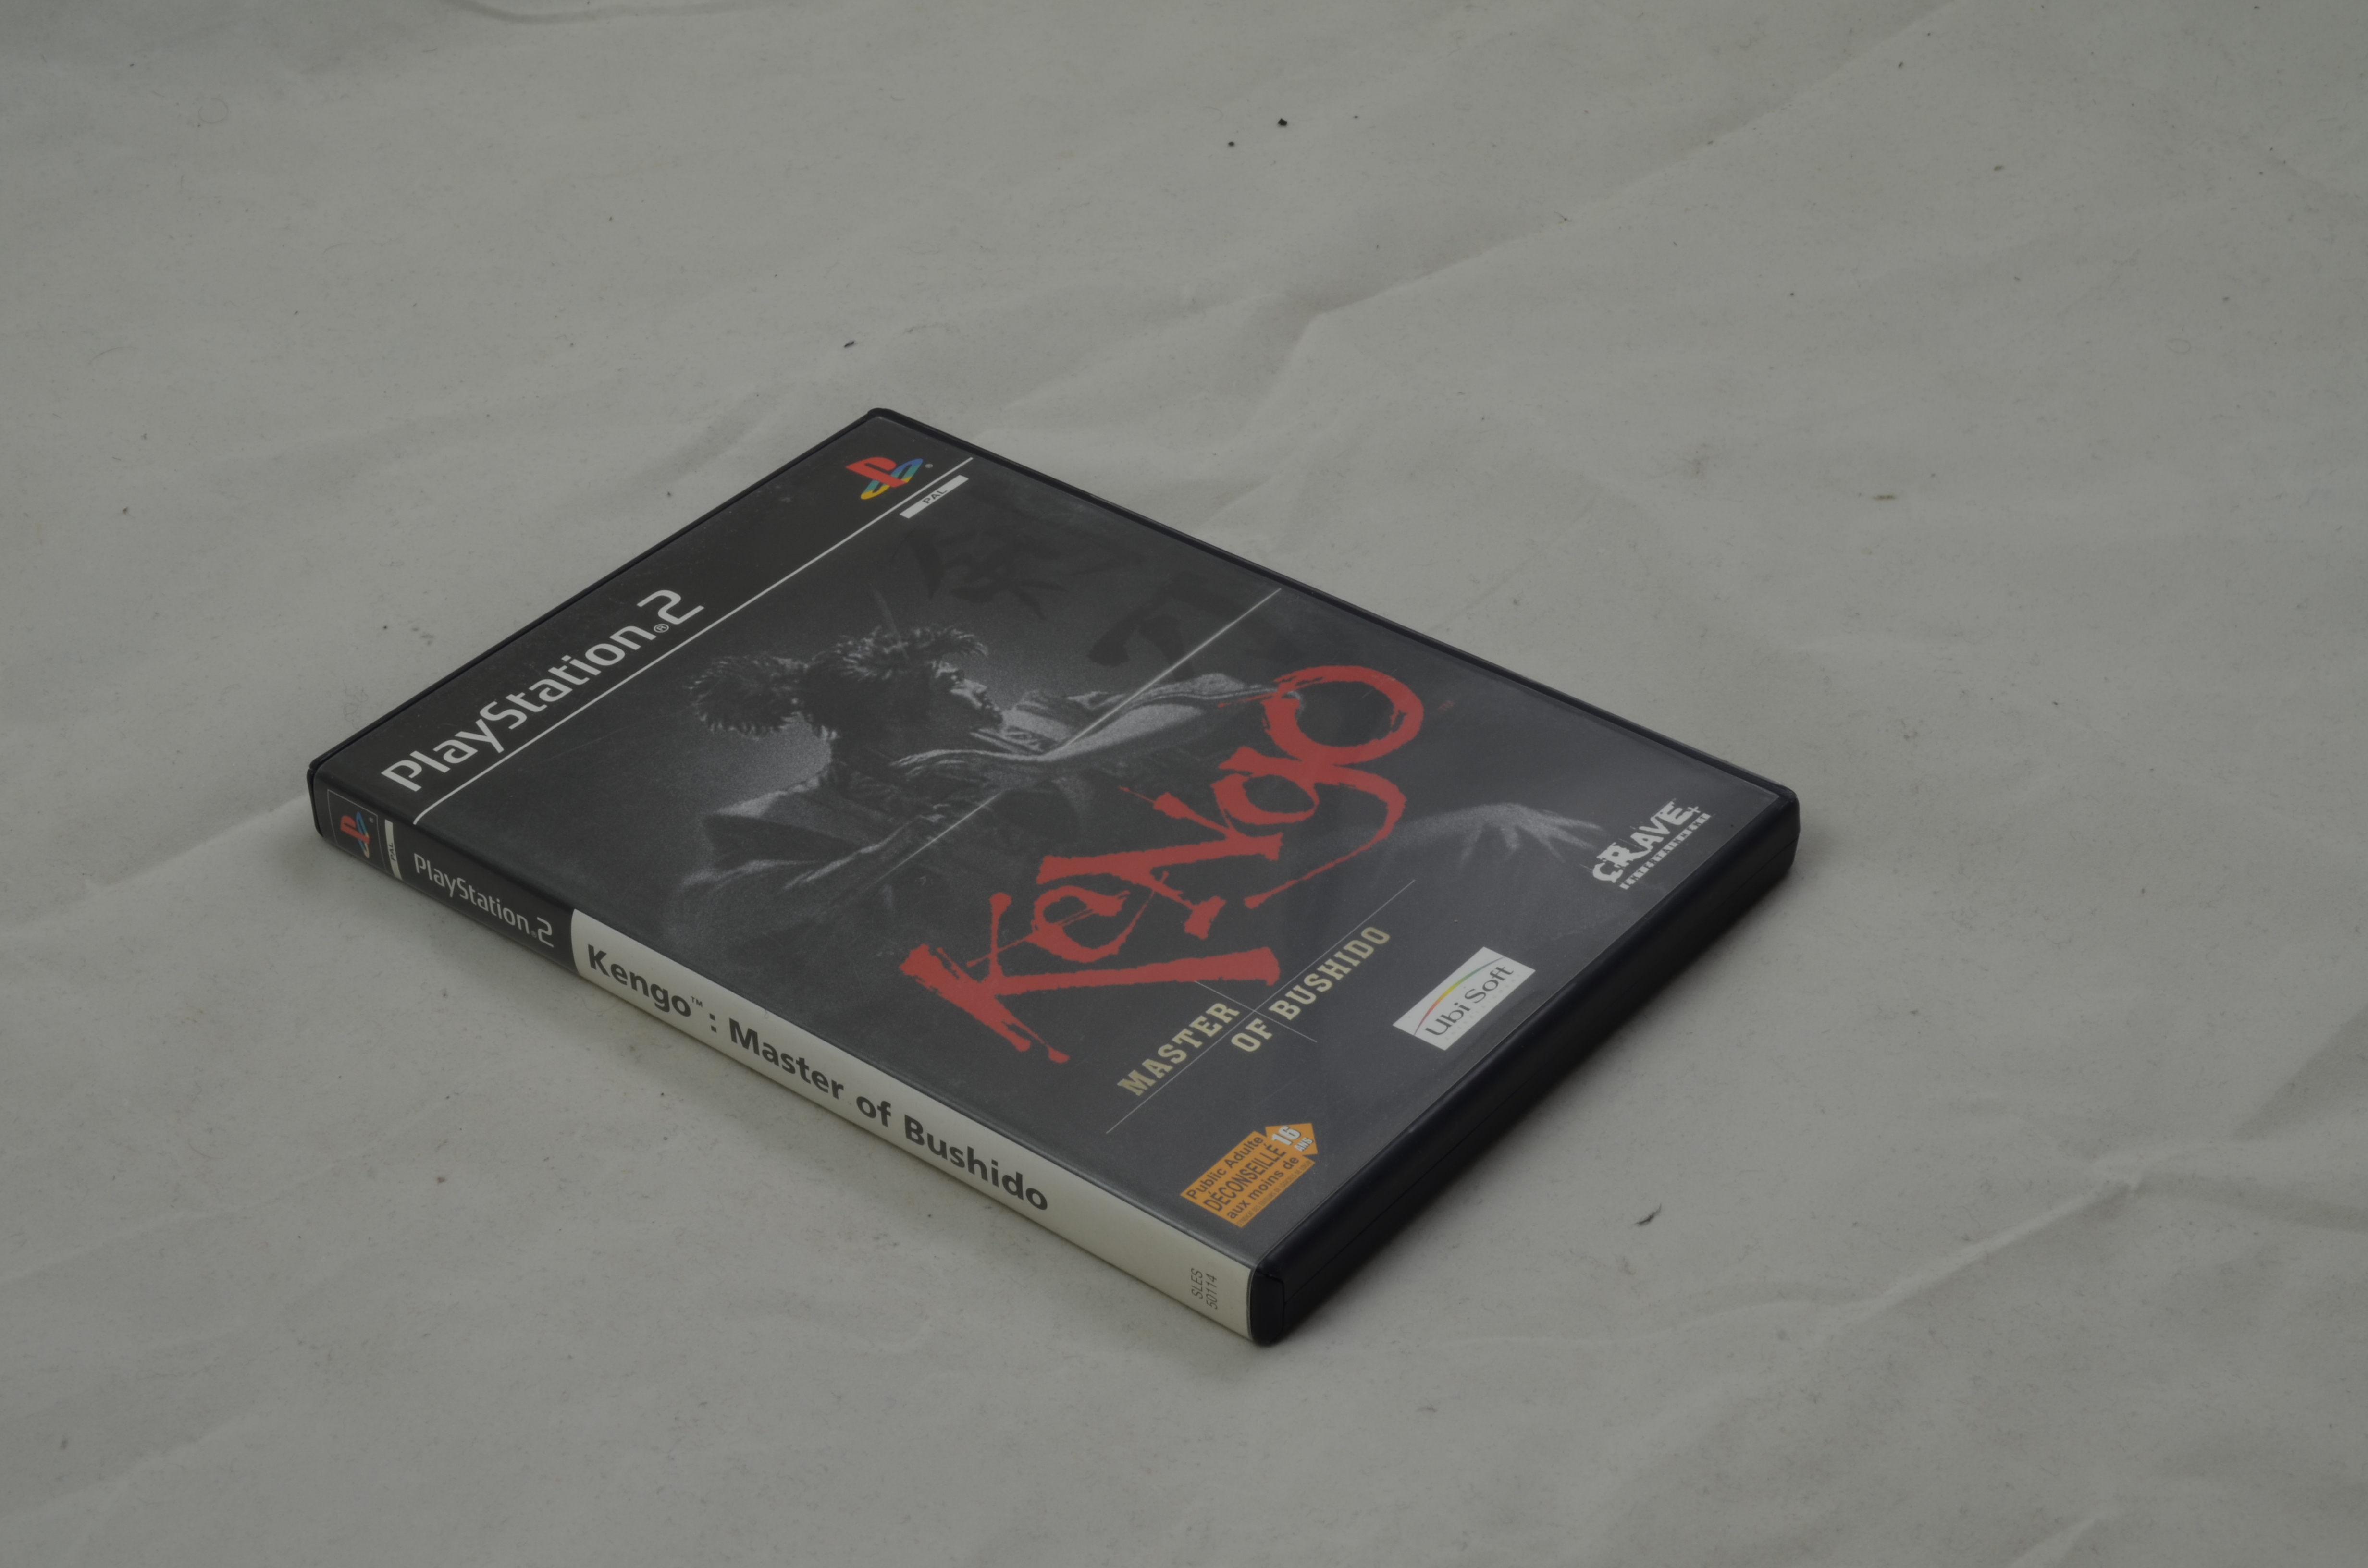 PlayStation®2
PAL
KeNgo
MASTER
OF BUSHIDO
CRAVE
Ubi Soft
Public Adulte
DÉCONSEILLÉ 16
ANS
aux moins de
PAL
PlayStation®2
Kengo™ : Master of Bushido
SLES
50114